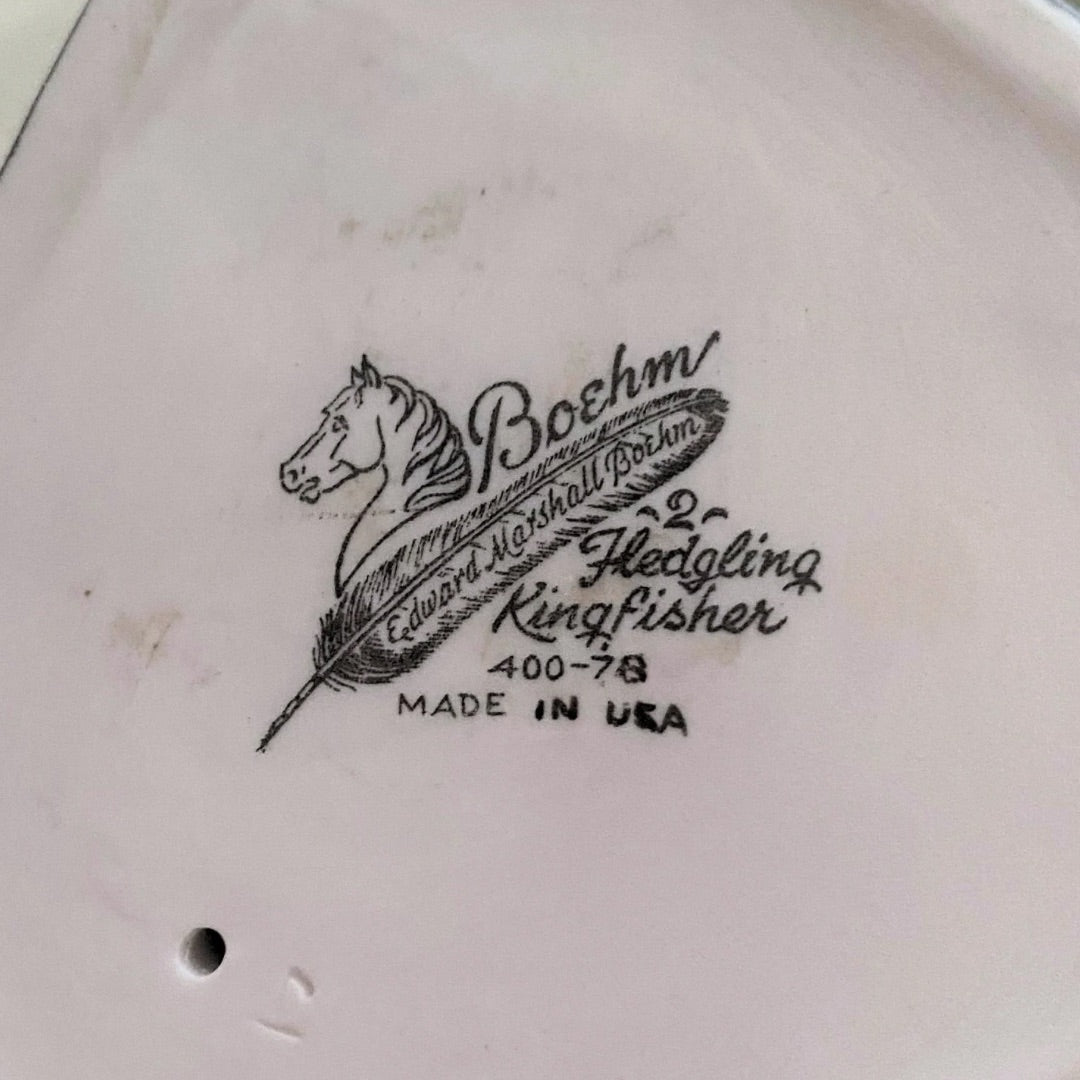 Boehm
Edward Marshall Boehm
-2-
Fledgling
Kingfisher
400-78
MADE IN USA